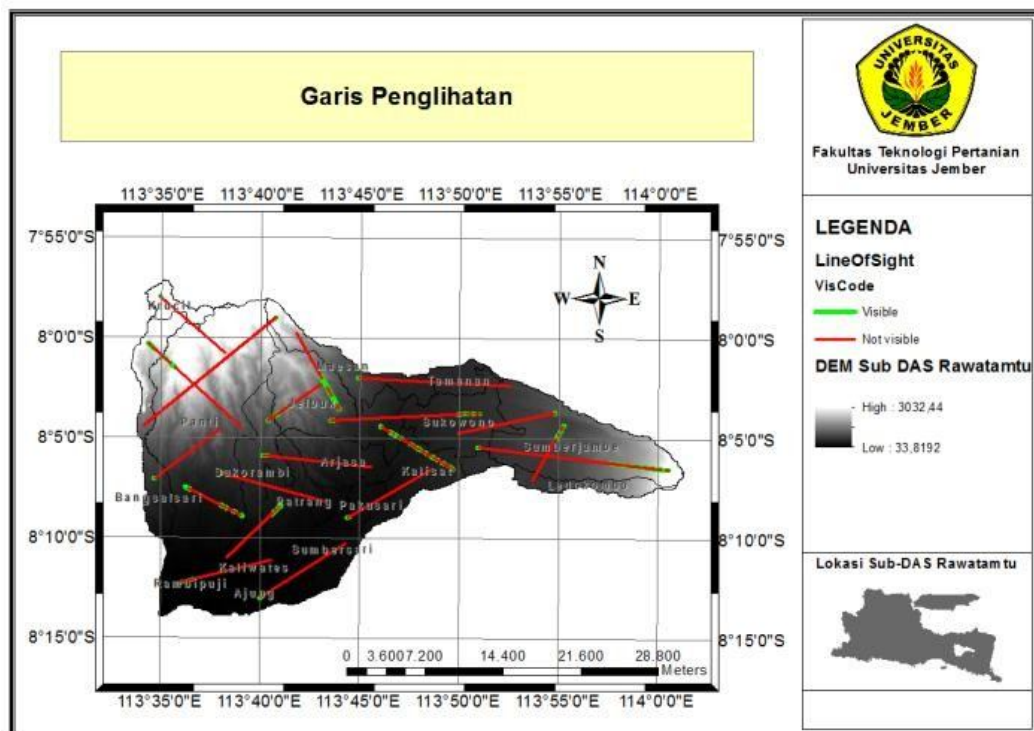 Garis Penglihatan
UNIVERSITAS
JEMBER
Fakultas Teknologi Pertanian
Universitas Jember
LEGENDA
LineOfSight
VisCode
Visible
Not visible
DEM Sub DAS Rawatamtu
High : 3032,44
Low : 33,8192
Lokasi Sub-DAS Rawatamtu
113°35'0"E 113°40'0"E 113°45'0"E 113°50'0"E 113°55'0"E 114°0'0"E
7°55'0"S 7°55'0"S
N
W E
S
8°0'0"S 8°0'0"S
Maesan
Tamanan
Jelbuk
Panti
Sukowono
8°5'0"S 8°5'0"S
Sumberjambe
Arjasa
Sukorambi
Kalisat
Ledokombo
Bangsalsari
Patrang
Pakusari
8°10'0"S 8°10'0"S
Sumbersari
Kaliwates
Rambipuji
Ajung
8°15'0"S 8°15'0"S
0 3.600 7.200 14.400 21.600 28.800
Meters
113°35'0"E 113°40'0"E 113°45'0"E 113°50'0"E 113°55'0"E 114°0'0"E